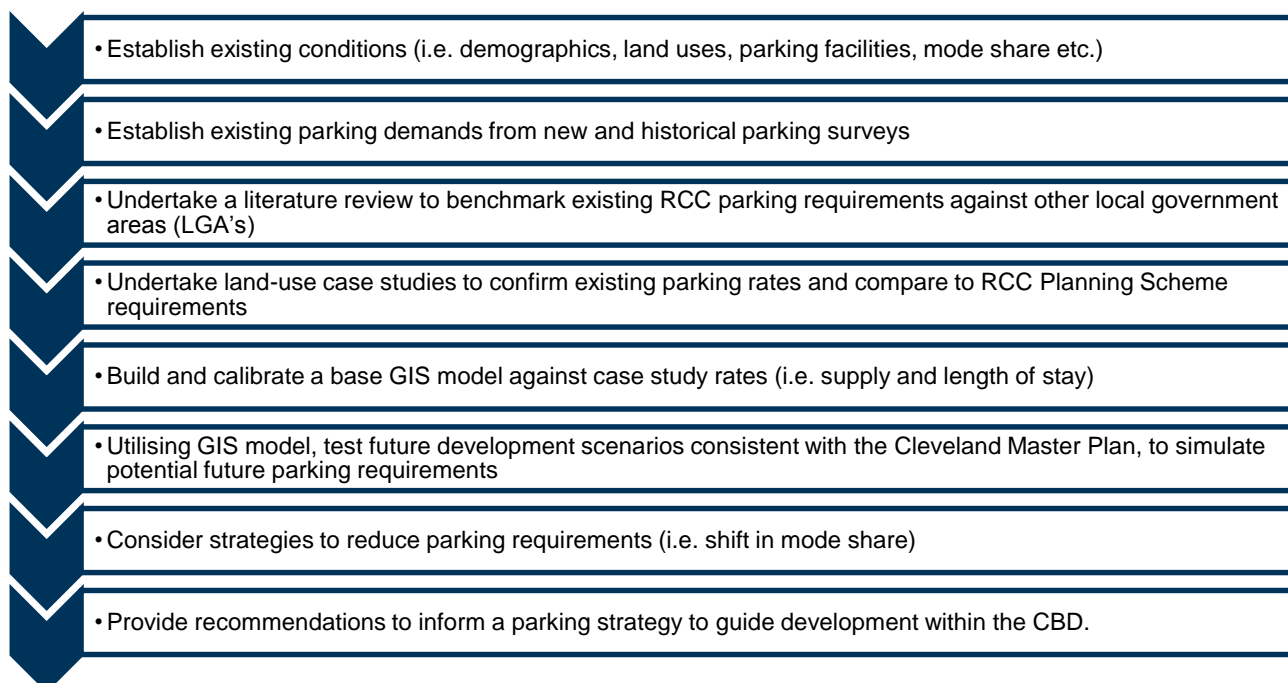 • Establish existing conditions (i.e. demographics, land uses, parking facilities, mode share etc.)
• Establish existing parking demands from new and historical parking surveys
• Undertake a literature review to benchmark existing RCC parking requirements against other local government
areas (LGA's)
• Undertake land-use case studies to confirm existing parking rates and compare to RCC Planning Scheme
requirements
• Build and calibrate a base GIS model against case study rates (i.e. supply and length of stay)
• Utilising GIS model, test future development scenarios consistent with the Cleveland Master Plan, to simulate
potential future parking requirements
• Consider strategies to reduce parking requirements (i.e. shift in mode share)
• Provide recommendations to inform a parking strategy to guide development within the CBD.